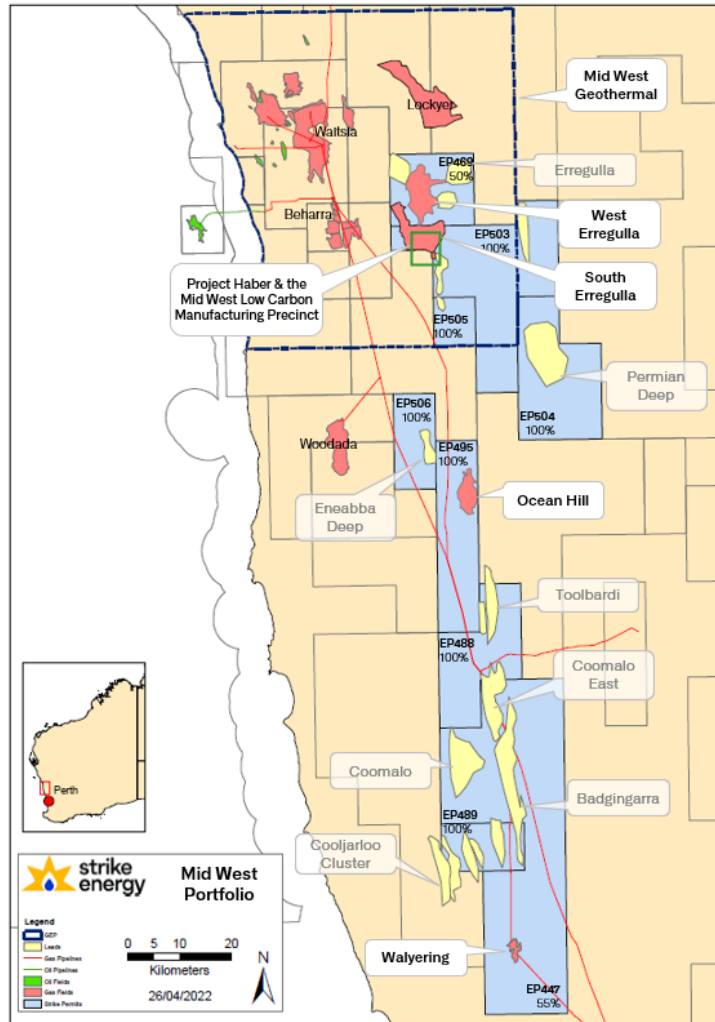 Mid West
Geothermal
Lockyer
Waitsia
EP469
50%
Erregulla
West
Erregulla
Beharra
EP503
100%
South
Erregulla
Project Haber & the
Mid West Low Carbon
Manufacturing Precinct
EP505
100%
Permian
Deep
EP504
100%
EP506
100%
Woodada
EP495
100%
Eneabba
Deep
Ocean Hill
Toolbardi
EP488
100%
Coomalo
East
Coomalo
Badgingarra
EP489
100%
Cooljarloo
Cluster
Perth
Walyering
EP447
55%
strike
energy
Mid West
Portfolio
Legend
GEP
Leads
Gas Pipelines
Oil Pipelines
Oil Fields
Gas Fields
Strike Permits
0 5 10 20
Kilometers
N
26/04/2022